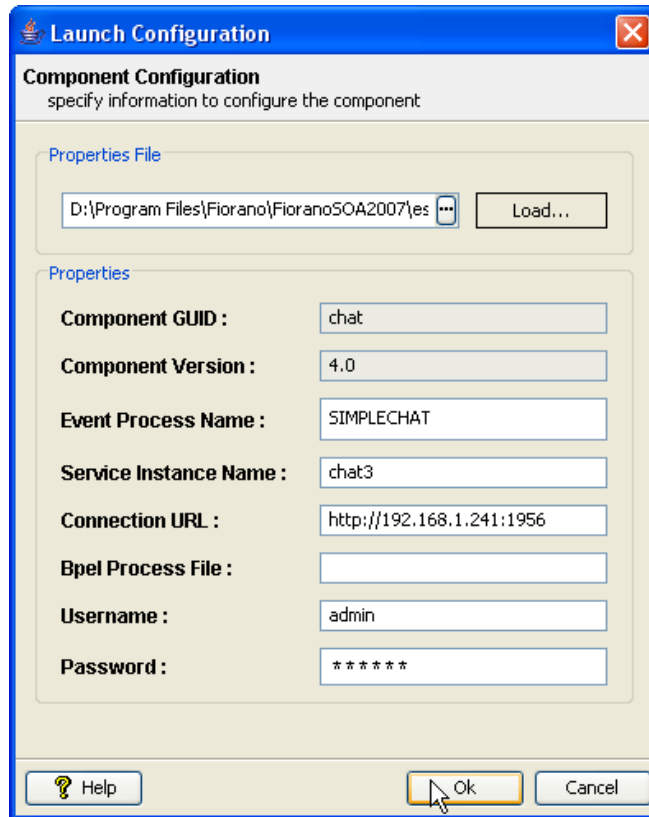 Launch Configuration
Component Configuration
specify information to configure the component
Properties File
D:\Program Files\Fiorano\FioranoSOA2007\es ...
Load...
Properties
Component GUID : chat
Component Version : 4.0
Event Process Name : SIMPLECHAT
Service Instance Name : chat3
Connection URL : http://192.168.1.241:1956
Bpel Process File :
Username : admin
Password : ******
? Help
Ok
Cancel